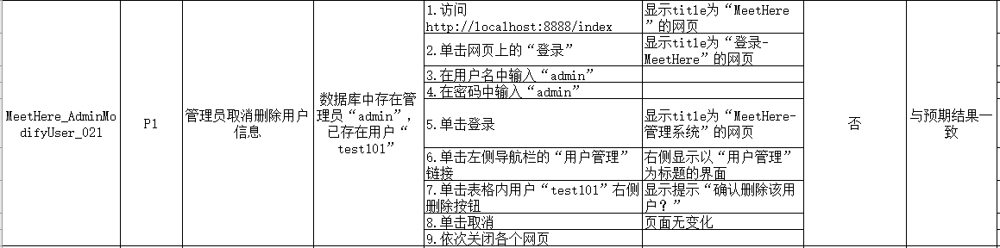 MeetHere_AdminMo
difyUser_021
P1
管理员取消删除用户
信息
数据库中存在管
理员“admin”，
已存在用户“
test101”
1.访问
http://localhost:8888/index
显示title为“MeetHere
”的网页
2.单击网页上的“登录”
显示title为“登录-
MeetHere”的网页
3.在用户名中输入“admin”
4.在密码中输入“admin”
5.单击登录
显示title为“MeetHere-
管理系统”的网页
6.单击左侧导航栏的“用户管理”
链接
右侧显示以“用户管理”
为标题的界面
7.单击表格内用户“test101”右侧
删除按钮
显示提示“确认删除该用
户？”
8.单击取消
页面无变化
9.依次关闭各个网页
否
与预期结果一
致